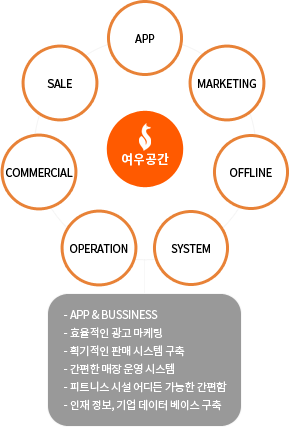 APP
SALE
MARKETING
여우공간
COMMERCIAL
OFFLINE
OPERATION
SYSTEM
- APP & BUSSINESS
- 효율적인 광고 마케팅
- 획기적인 판매 시스템 구축
- 간편한 매장 운영 시스템
- 피트니스 시설 어디든 가능한 간편함
- 인재 정보, 기업 데이터 베이스 구축